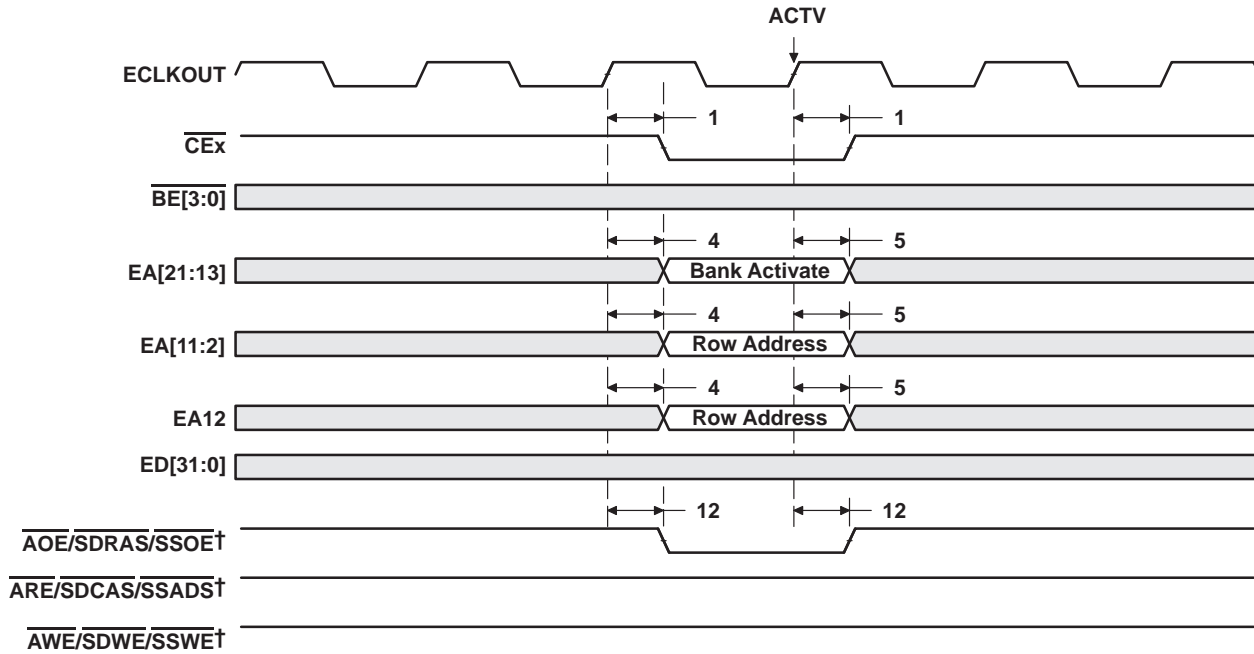 ACTV
ECLKOUT
1 1
CEx
BE[3:0]
4 5
EA[21:13] Bank Activate
4 5
EA[11:2] Row Address
4 5
EA12 Row Address
ED[31:0]
12 12
AOE/SDRAS/SSOE†
ARE/SDCAS/SSADS†
AWE/SDWE/SSWE†